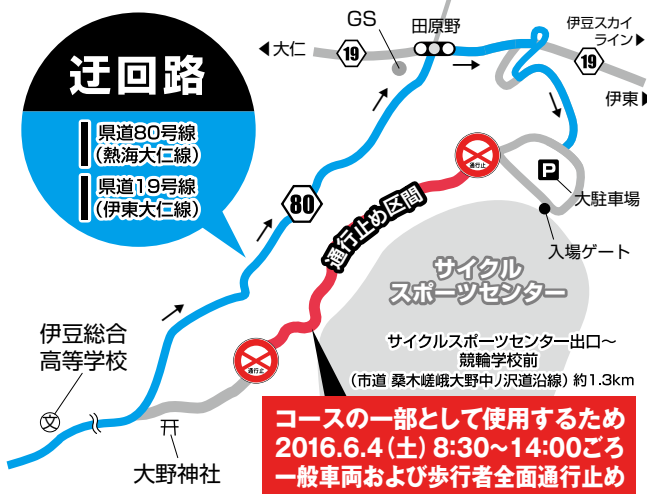 GS
田原野
伊豆スカイ
ライン▶
◀大仁
19
19
伊東▶
迂回路
県道80号線
（熱海大仁線）
県道19号線
（伊東大仁線）
80
通行止め区間
通行止
P
大駐車場
入場ゲート
サイクル
スポーツセンター
伊豆総合
高等学校
通行止
サイクルスポーツセンター出口～
競輪学校前
（市道 桑木嵯峨大野中ノ沢道沿線）約1.3km
文
大野神社
コースの一部として使用するため
2016.6.4（土）8:30～14:00ごろ
一般車両および歩行者全面通行止め